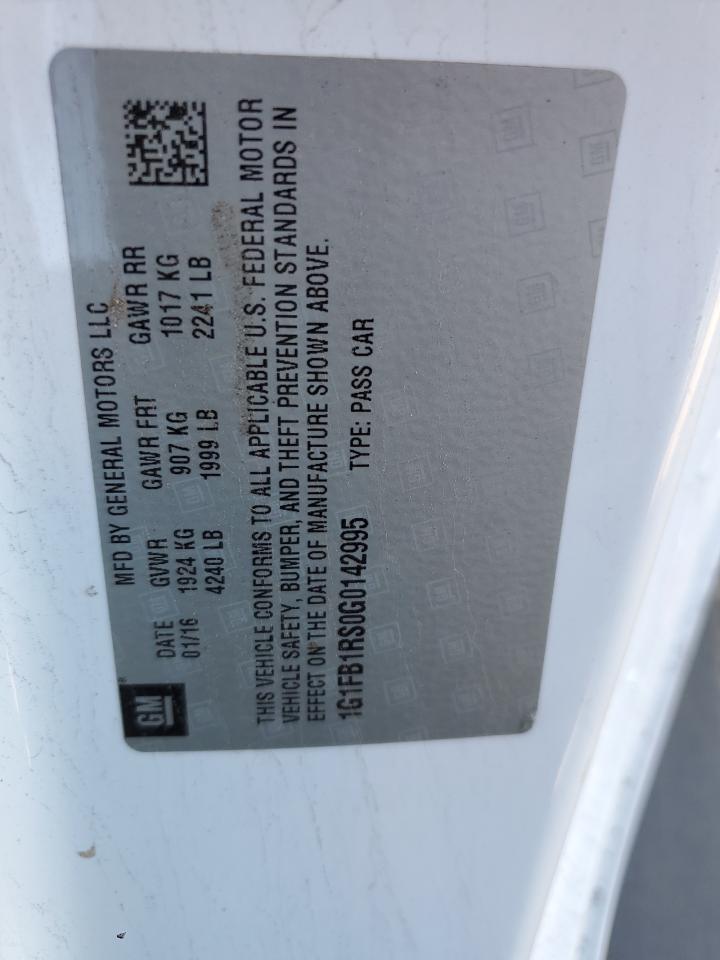 GM
MFD BY GENERAL MOTORS LLC
DATE GVWR GAWR FRT GAWR RR
01/16 1924 KG 907 KG 1017 KG
4240 LB 1999 LB 2241 LB
THIS VEHICLE CONFORMS TO ALL APPLICABLE U.S. FEDERAL MOTOR
VEHICLE SAFETY, BUMPER, AND THEFT PREVENTION STANDARDS IN
EFFECT ON THE DATE OF MANUFACTURE SHOWN ABOVE.
1G1FB1RS0G0142995 TYPE: PASS CAR